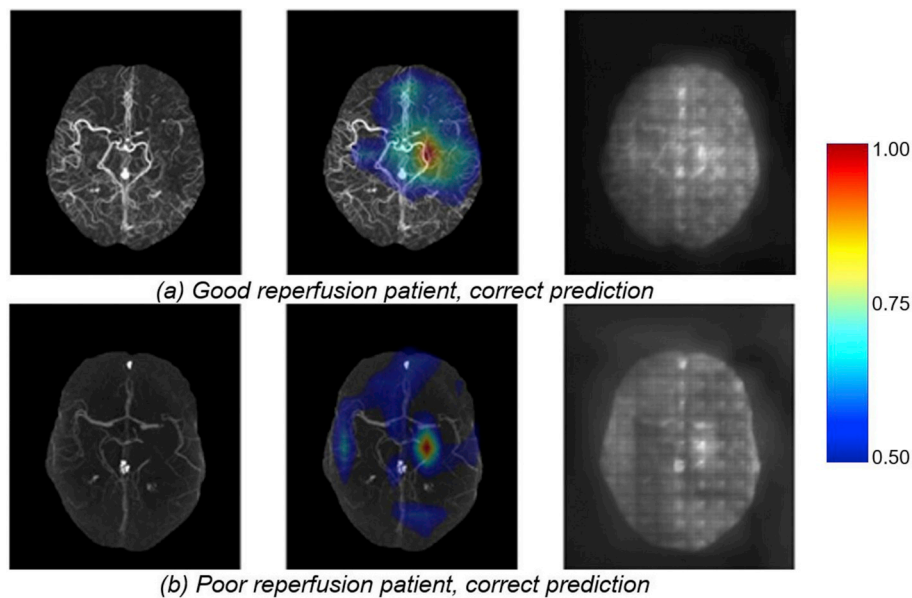 1.00
(a) Good reperfusion patient, correct prediction
0.75
0.50
(b) Poor reperfusion patient, correct prediction